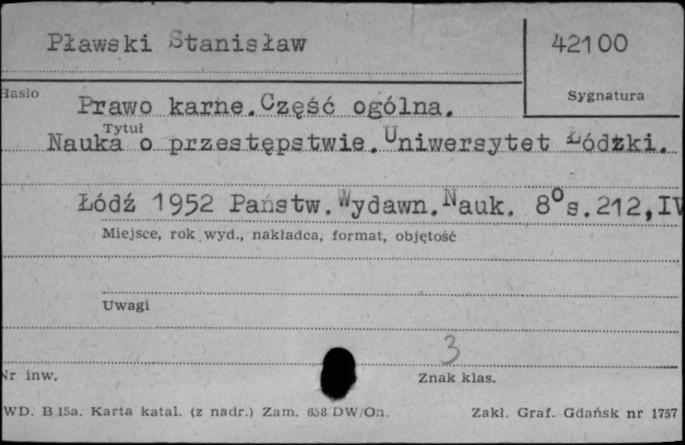 Pławski Stanisław
42100
Hasło
Sygnatura
Prawo karne. Część ogólna.
Tytuł
Nauka o przestępstwie. Uniwersytet Łódzki.
Łódź 1952 Państw. Wydawn. Nauk. 8° s. 212, IV
Miejsce, rok wyd., nakładca, format, objętość
Uwagi
3
Nr inw.
Znak klas.
WD. B 15a. Karta katal. (z nadr.) Zam. 658 DW/On.
Zakł. Graf. Gdańsk nr 1757